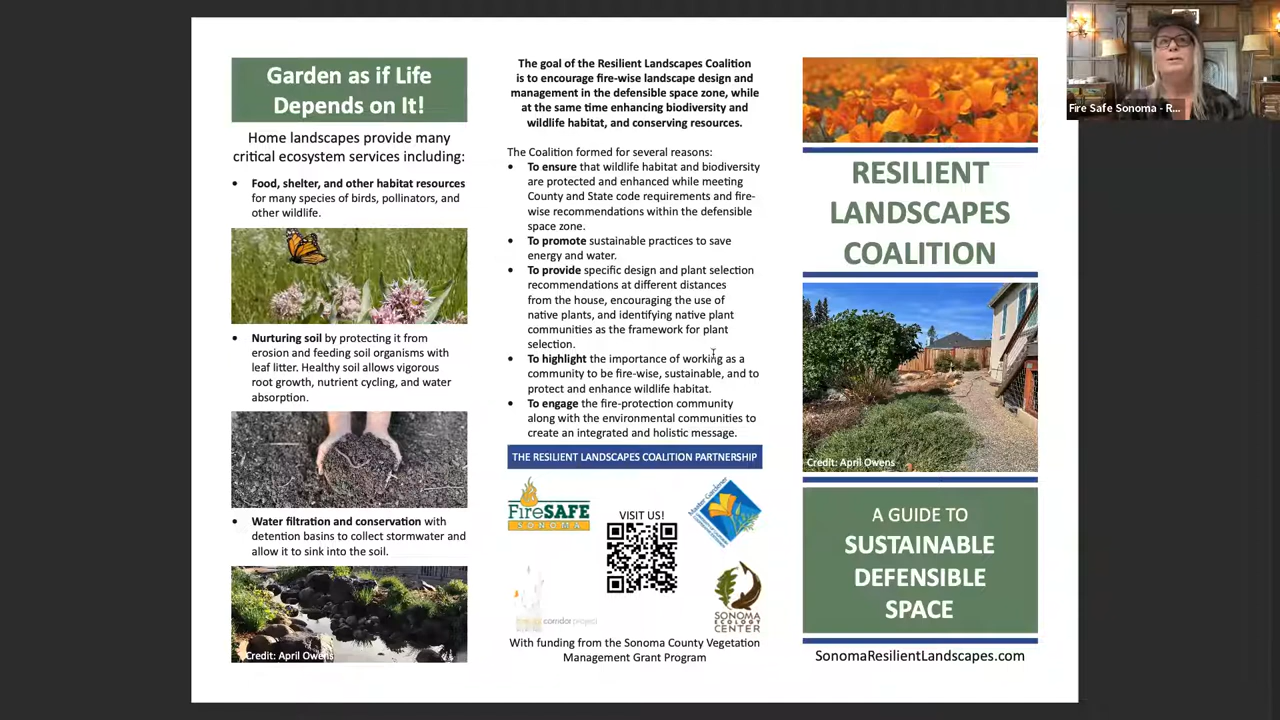 Garden as if Life
Depends on It!
Home landscapes provide many
critical ecosystem services including:
• Food, shelter, and other habitat resources
for many species of birds, pollinators, and
other wildlife.
• Nurturing soil by protecting it from
erosion and feeding soil organisms with
leaf litter. Healthy soil allows vigorous
root growth, nutrient cycling, and water
absorption.
• Water filtration and conservation with
detention basins to collect stormwater and
allow it to sink into the soil.
Credit: April Owens
The goal of the Resilient Landscapes Coalition
is to encourage fire-wise landscape design and
management in the defensible space zone, while
at the same time enhancing biodiversity and
wildlife habitat, and conserving resources.
The Coalition formed for several reasons:
• To ensure that wildlife habitat and biodiversity
are protected and enhanced while meeting
County and State code requirements and fire-
wise recommendations within the defensible
space zone.
• To promote sustainable practices to save
energy and water.
• To provide specific design and plant selection
recommendations at different distances
from the house, encouraging the use of
native plants, and identifying native plant
communities as the framework for plant
selection.
• To highlight the importance of working as a
community to be fire-wise, sustainable, and to
protect and enhance wildlife habitat.
• To engage the fire-protection community
along with the environmental communities to
create an integrated and holistic message.
THE RESILIENT LANDSCAPES COALITION PARTNERSHIP
FireSAFE
SONOMA
VISIT US!
Master Gardener
corridor project
SONOMA
ECOLOGY
CENTER
With funding from the Sonoma County Vegetation
Management Grant Program
RESILIENT
LANDSCAPES
COALITION
Credit: April Owens
A GUIDE TO
SUSTAINABLE
DEFENSIBLE
SPACE
SonomaResilientLandscapes.com
Fire Safe Sonoma - R...